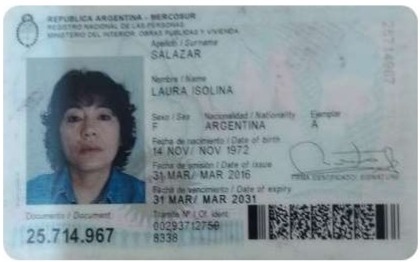 REPUBLICA ARGENTINA - MERCOSUR
REGISTRO NACIONAL DE LAS PERSONAS
MINISTERIO DEL INTERIOR, OBRAS PUBLICAS Y VIVIENDA
Apellido / Surname
SALAZAR
Nombre / Name
LAURA ISOLINA
Sexo / Sex Nacionalidad / Nationality Ejemplar
F ARGENTINA A
Fecha de nacimiento / Date of birth
14 NOV/ NOV 1972
Fecha de emisión / Date of issue
31 MAR/ MAR 2016
Fecha de vencimiento / Date of expiry
31 MAR/ MAR 2031
FIRMA IDENTIFICADO / SIGNATURE
Documento / Document
25.714.967
Trámite Nº / Of. ident.
00293712750
8338